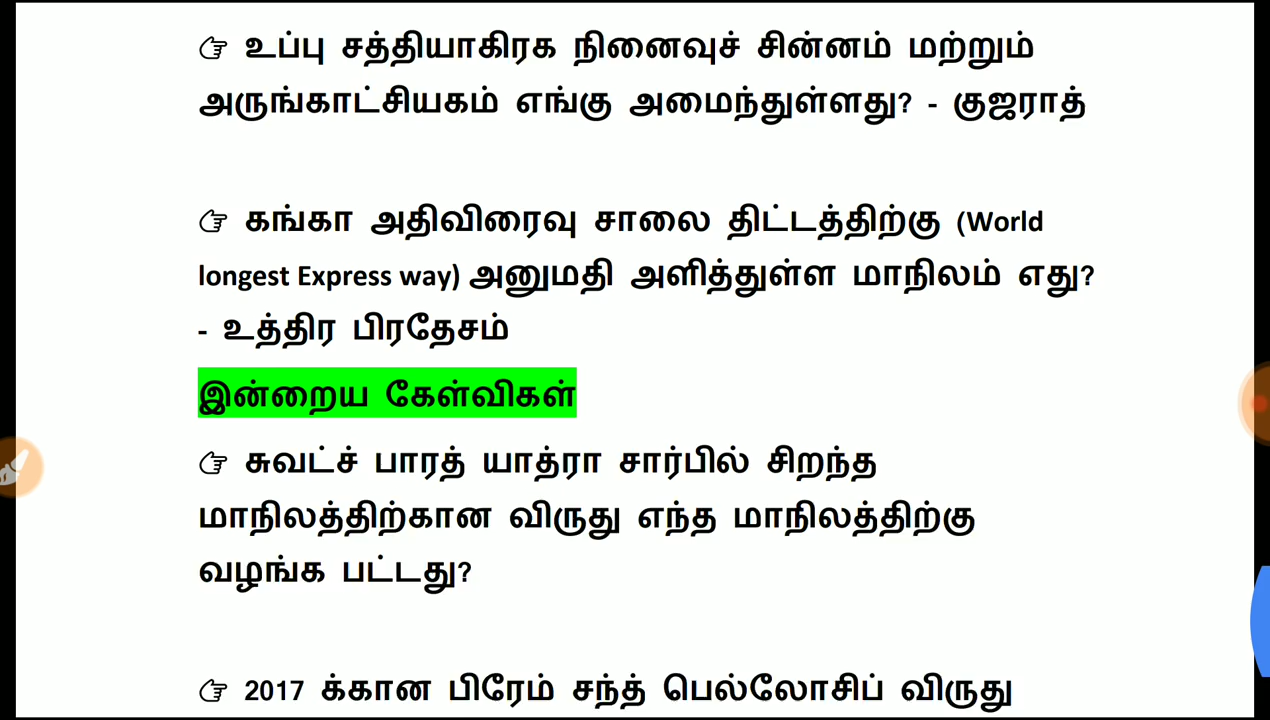 ☞ உப்பு சத்தியாகிரக நினைவுச் சின்னம் மற்றும்
அருங்காட்சியகம் எங்கு அமைந்துள்ளது? - குஜராத்
☞ கங்கா அதிவிரைவு சாலை திட்டத்திற்கு (World
longest Express way) அனுமதி அளித்துள்ள மாநிலம் எது?
- உத்திர பிரதேசம்
இன்றைய கேள்விகள்
☞ சுவட்ச் பாரத் யாத்ரா சார்பில் சிறந்த
மாநிலத்திற்கான விருது எந்த மாநிலத்திற்கு
வழங்க பட்டது?
☞ 2017 க்கான பிரேம் சந்த் பெல்லோசிப் விருது